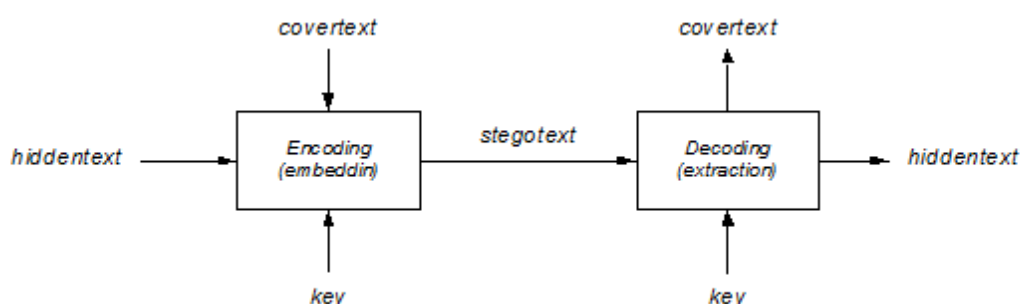 covertext
covertext
hiddentext
Encoding
(embeddin)
stegotext
Decoding
(extraction)
hiddentext
key
key